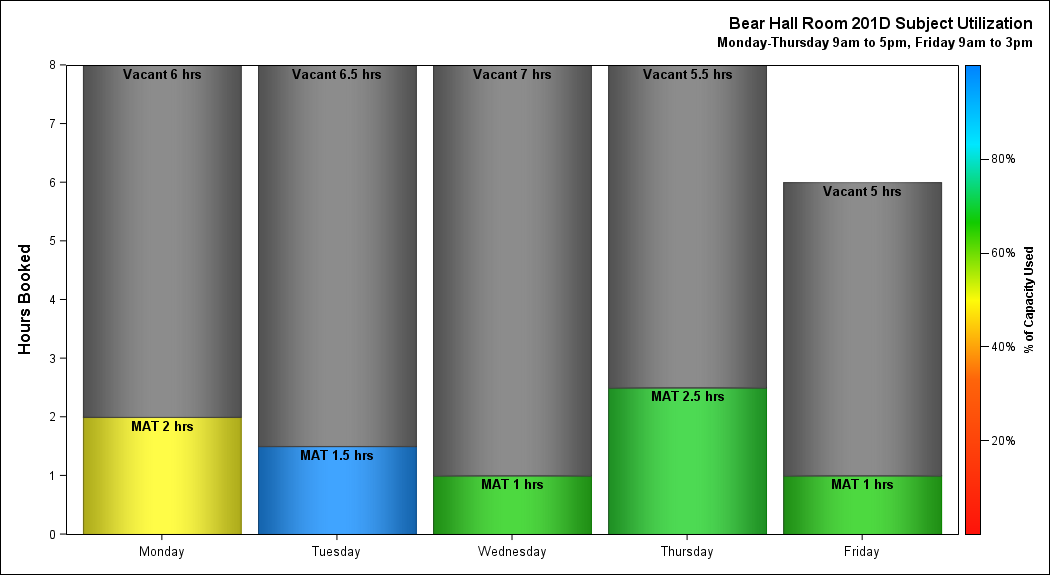 Bear Hall Room 201D Subject Utilization
Monday-Thursday 9am to 5pm, Friday 9am to 3pm
Hours Booked
8
7
6
5
4
3
2
1
0
Vacant 6 hrs
MAT 2 hrs
Vacant 6.5 hrs
MAT 1.5 hrs
Vacant 7 hrs
MAT 1 hrs
Vacant 5.5 hrs
MAT 2.5 hrs
Vacant 5 hrs
MAT 1 hrs
Monday
Tuesday
Wednesday
Thursday
Friday
80%
60%
40%
20%
% of Capacity Used